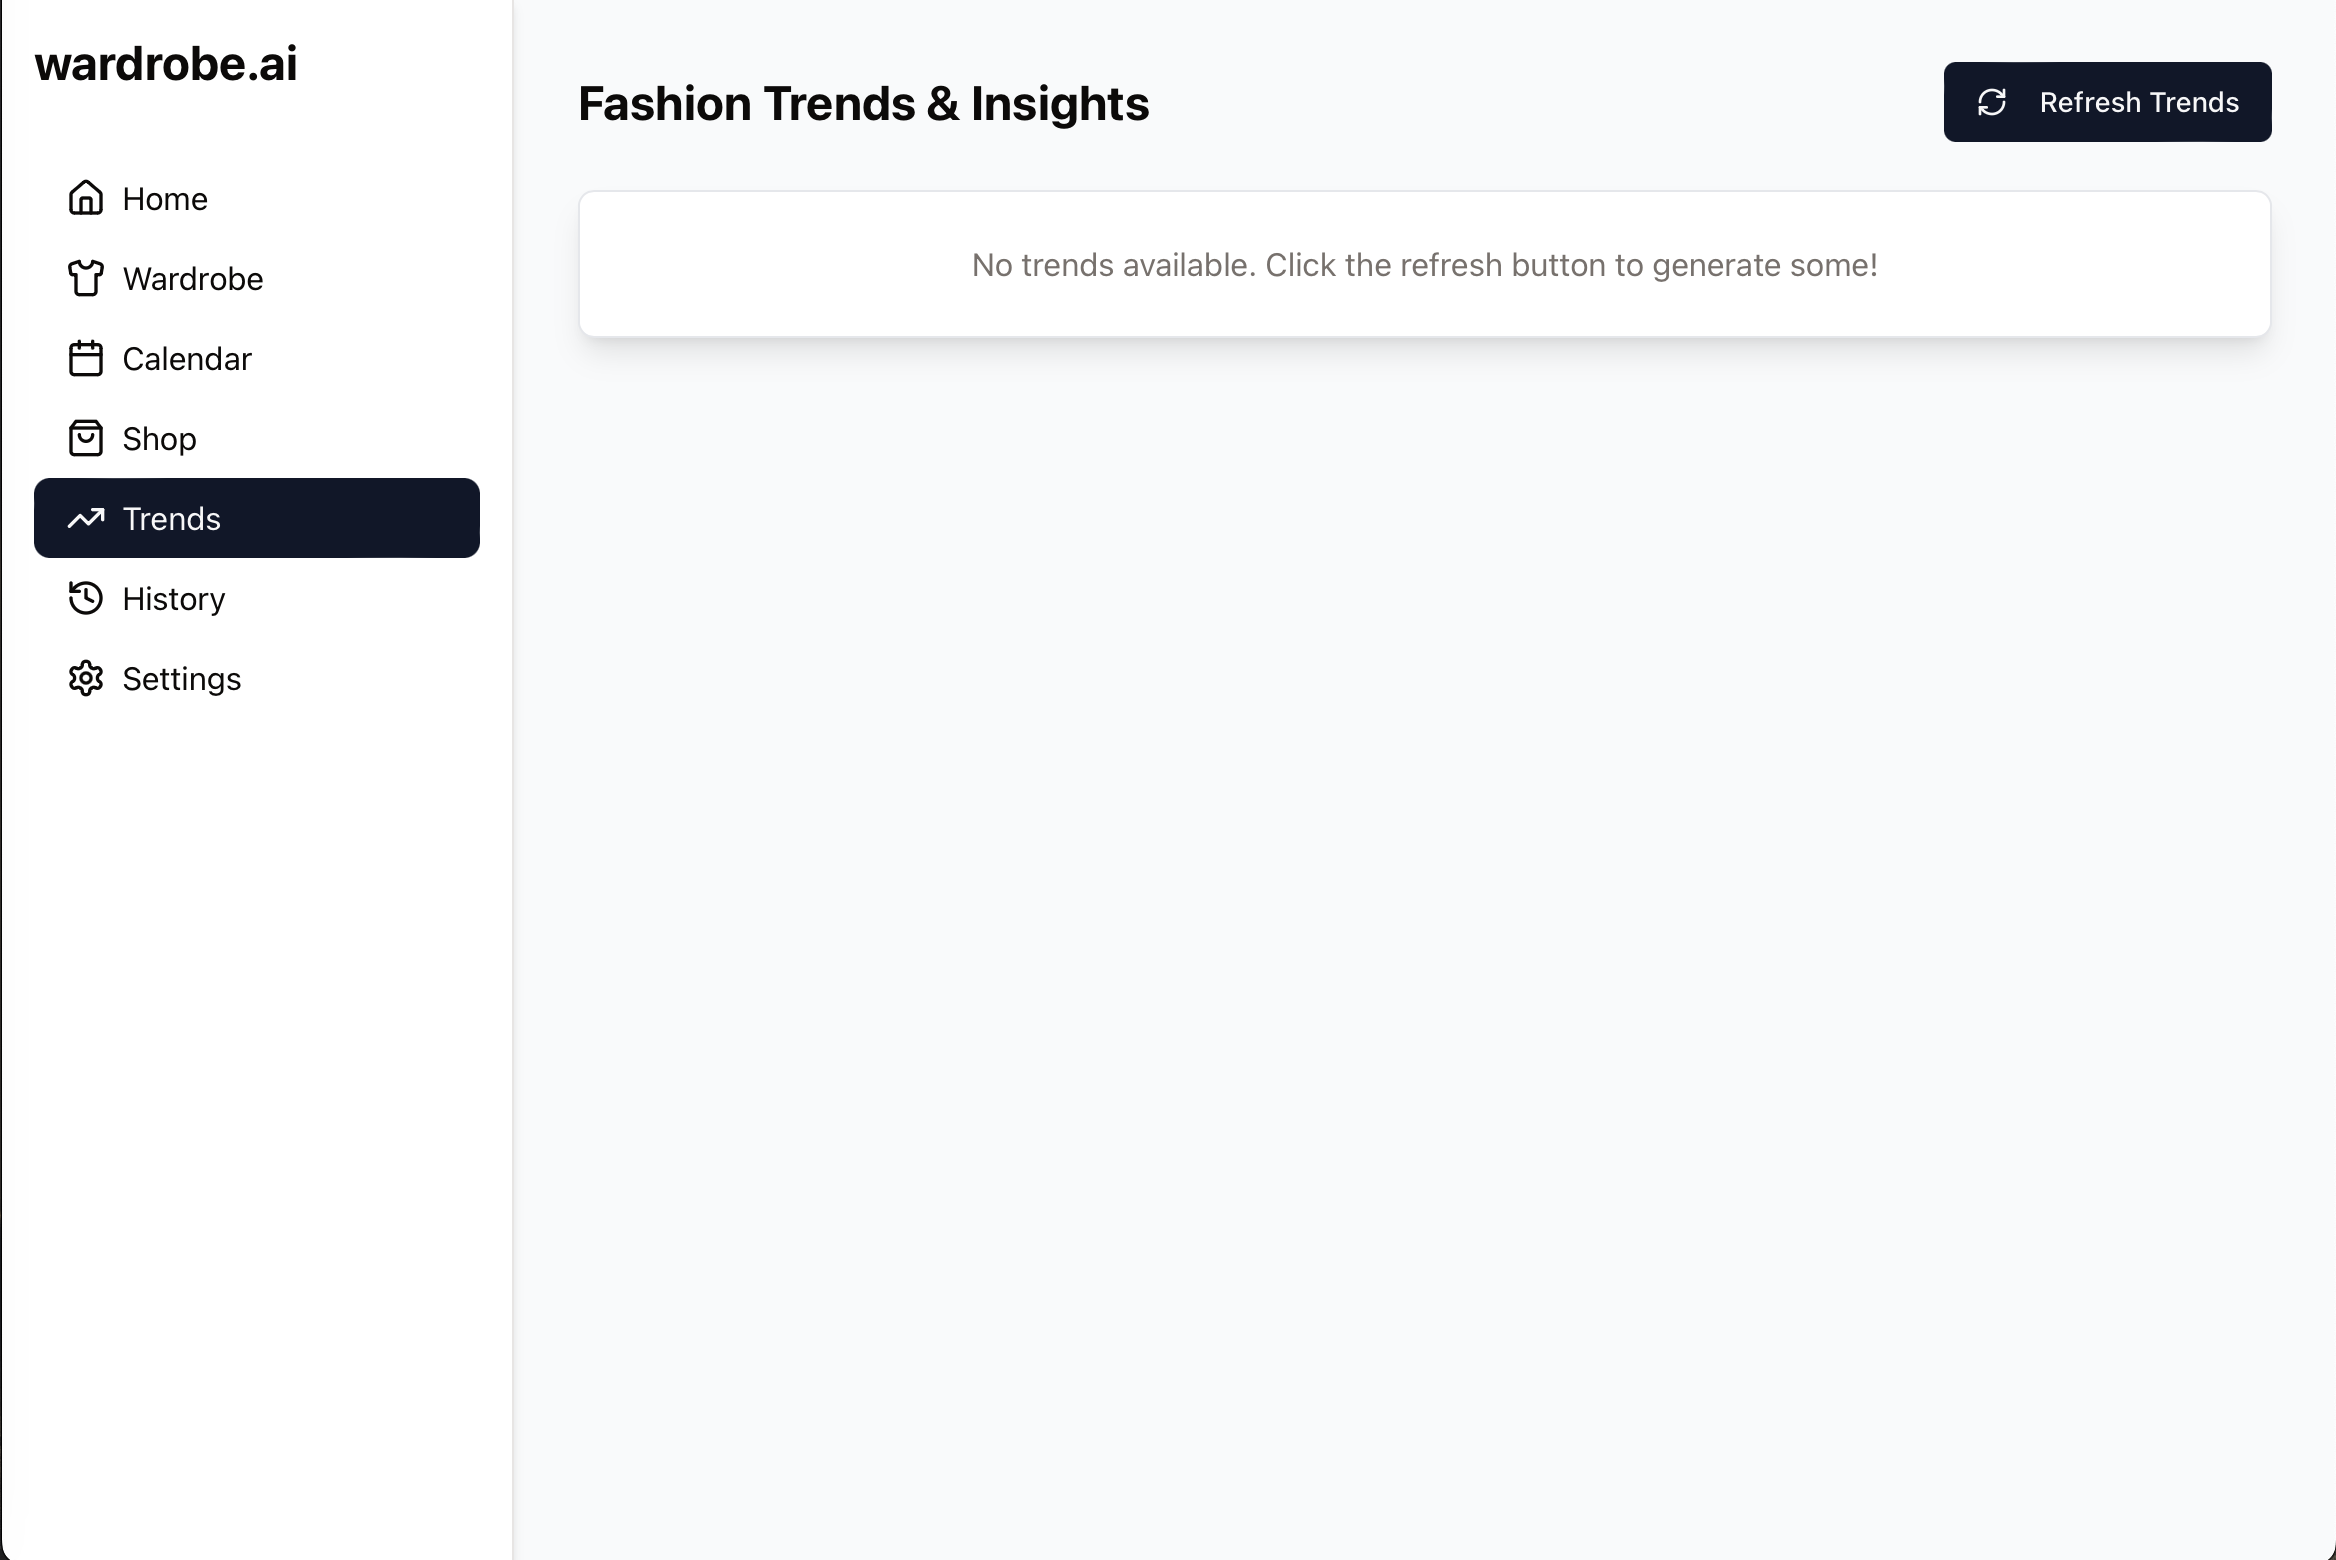 wardrobe.ai
Home
Wardrobe
Calendar
Shop
Trends
History
Settings
Fashion Trends & Insights
Refresh Trends
No trends available. Click the refresh button to generate some!